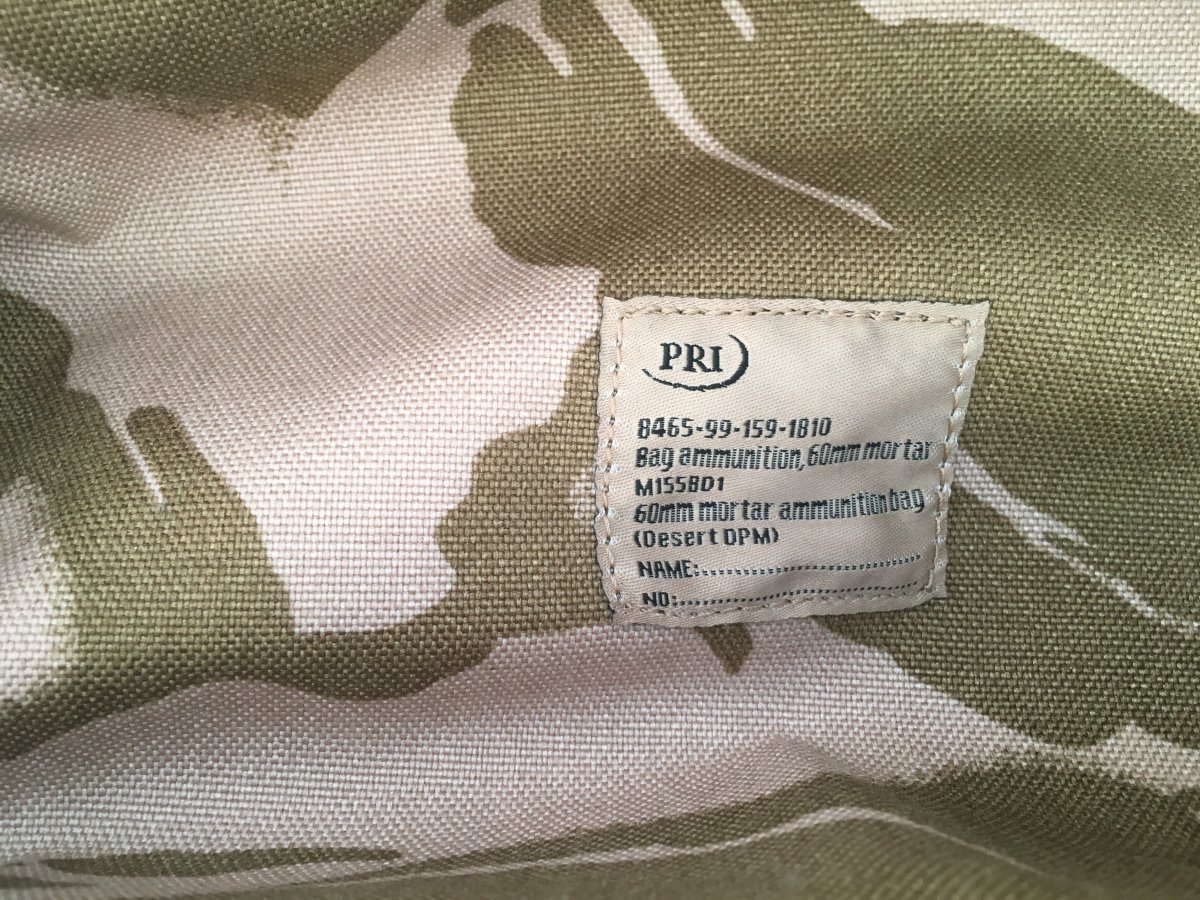 PRI
8465-99-159-1810
Bag ammunition, 60mm mortar
M155BD1
60mm mortar ammunition bag
(Desert DPM)
NAME:................................
NO:....................................